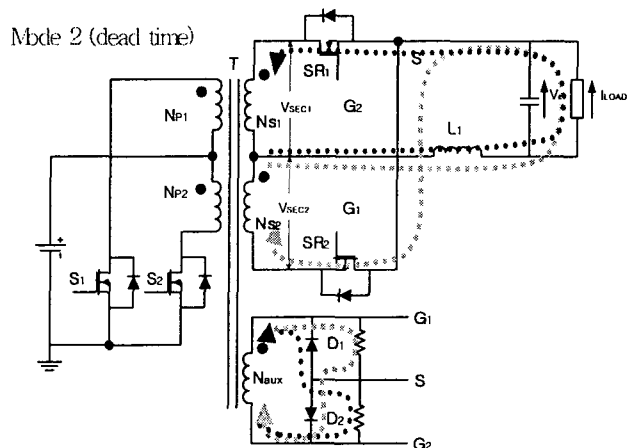 Mode 2 (dead time)
T
SR1
S
G2
NP1
NS1
VSEC1
L1
Vo
ILOAD
NP2
NS2
VSEC2
G1
SR2
S1
S2
G1
D1
Naux
S
D2
G2